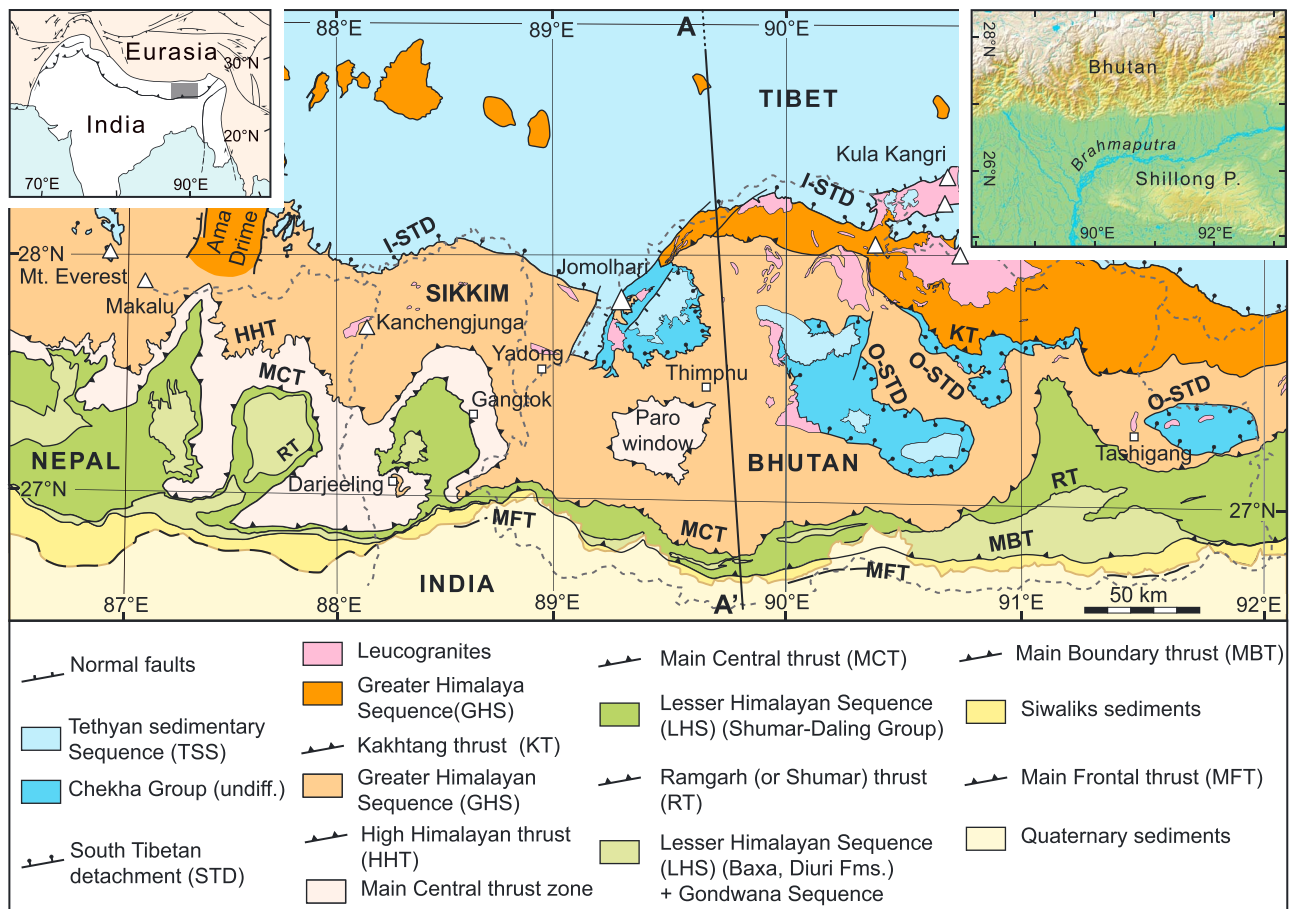 Eurasia
30°N
India
20°N
70°E
90°E
88°E
89°E
A
90°E
TIBET
Kula Kangri
28°N
Bhutan
Brahmaputra
26°N
Shillong P.
90°E
92°E
Ama
Drime
I-STD
I-STD
28°N
Mt. Everest
Makalu
Jomolhari
SIKKIM
Kanchengjunga
HHT
MCT
Yadong
Thimphu
KT
O-STD
O-STD
O-STD
Gangtok
Paro
window
NEPAL
RT
BHUTAN
Tashigang
Darjeeling
27°N
RT
27°N
MFT
MCT
MBT
MFT
INDIA
A'
50 km
87°E
88°E
89°E
90°E
91°E
92°E
Normal faults
Tethyan sedimentary
Sequence (TSS)
Chekha Group (undiff.)
South Tibetan
detachment (STD)
Leucogranites
Greater Himalaya
Sequence(GHS)
Kakhtang thrust (KT)
Greater Himalayan
Sequence (GHS)
High Himalayan thrust
(HHT)
Main Central thrust zone
Main Central thrust (MCT)
Lesser Himalayan Sequence
(LHS) (Shumar-Daling Group)
Ramgarh (or Shumar) thrust
(RT)
Lesser Himalayan Sequence
(LHS) (Baxa, Diuri Fms.)
+ Gondwana Sequence
Main Boundary thrust (MBT)
Siwaliks sediments
Main Frontal thrust (MFT)
Quaternary sediments